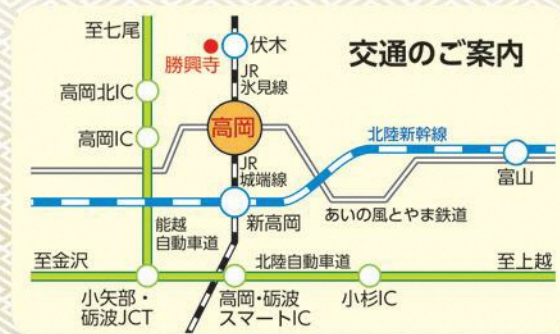 交通のご案内
至七尾
勝興寺
伏木
JR
氷見線
高岡北IC
高岡IC
高岡
北陸新幹線
JR
城端線
富山
あいの風とやま鉄道
能越
自動車道
新高岡
至金沢
北陸自動車道
至上越
小矢部・
砺波JCT
高岡・砺波
スマートIC
小杉IC